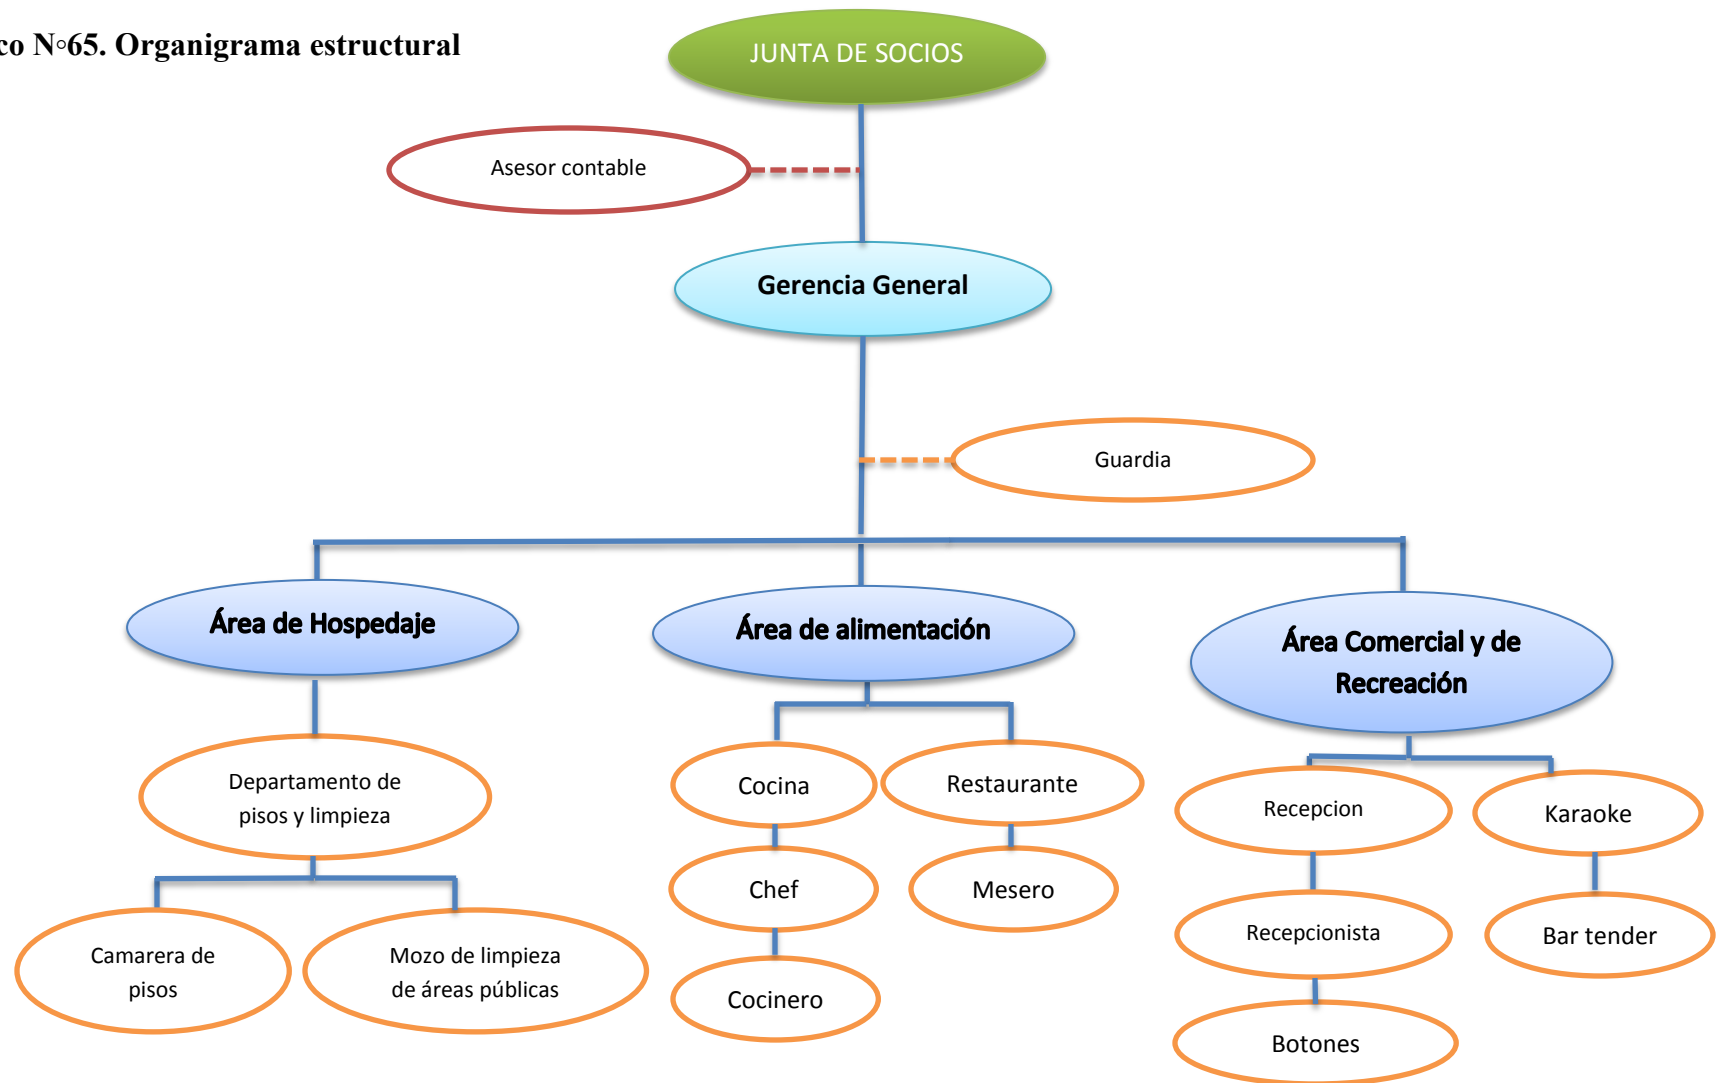 co N°65. Organigrama estructural
JUNTA DE SOCIOS
Asesor contable
Gerencia General
Guardia
Área de Hospedaje
Área de alimentación
Área Comercial y de
Recreación
Departamento de
pisos y limpieza
Cocina
Restaurante
Recepcion
Karaoke
Chef
Mesero
Recepcionista
Bar tender
Camarera de
pisos
Mozo de limpieza
de áreas públicas
Cocinero
Botones